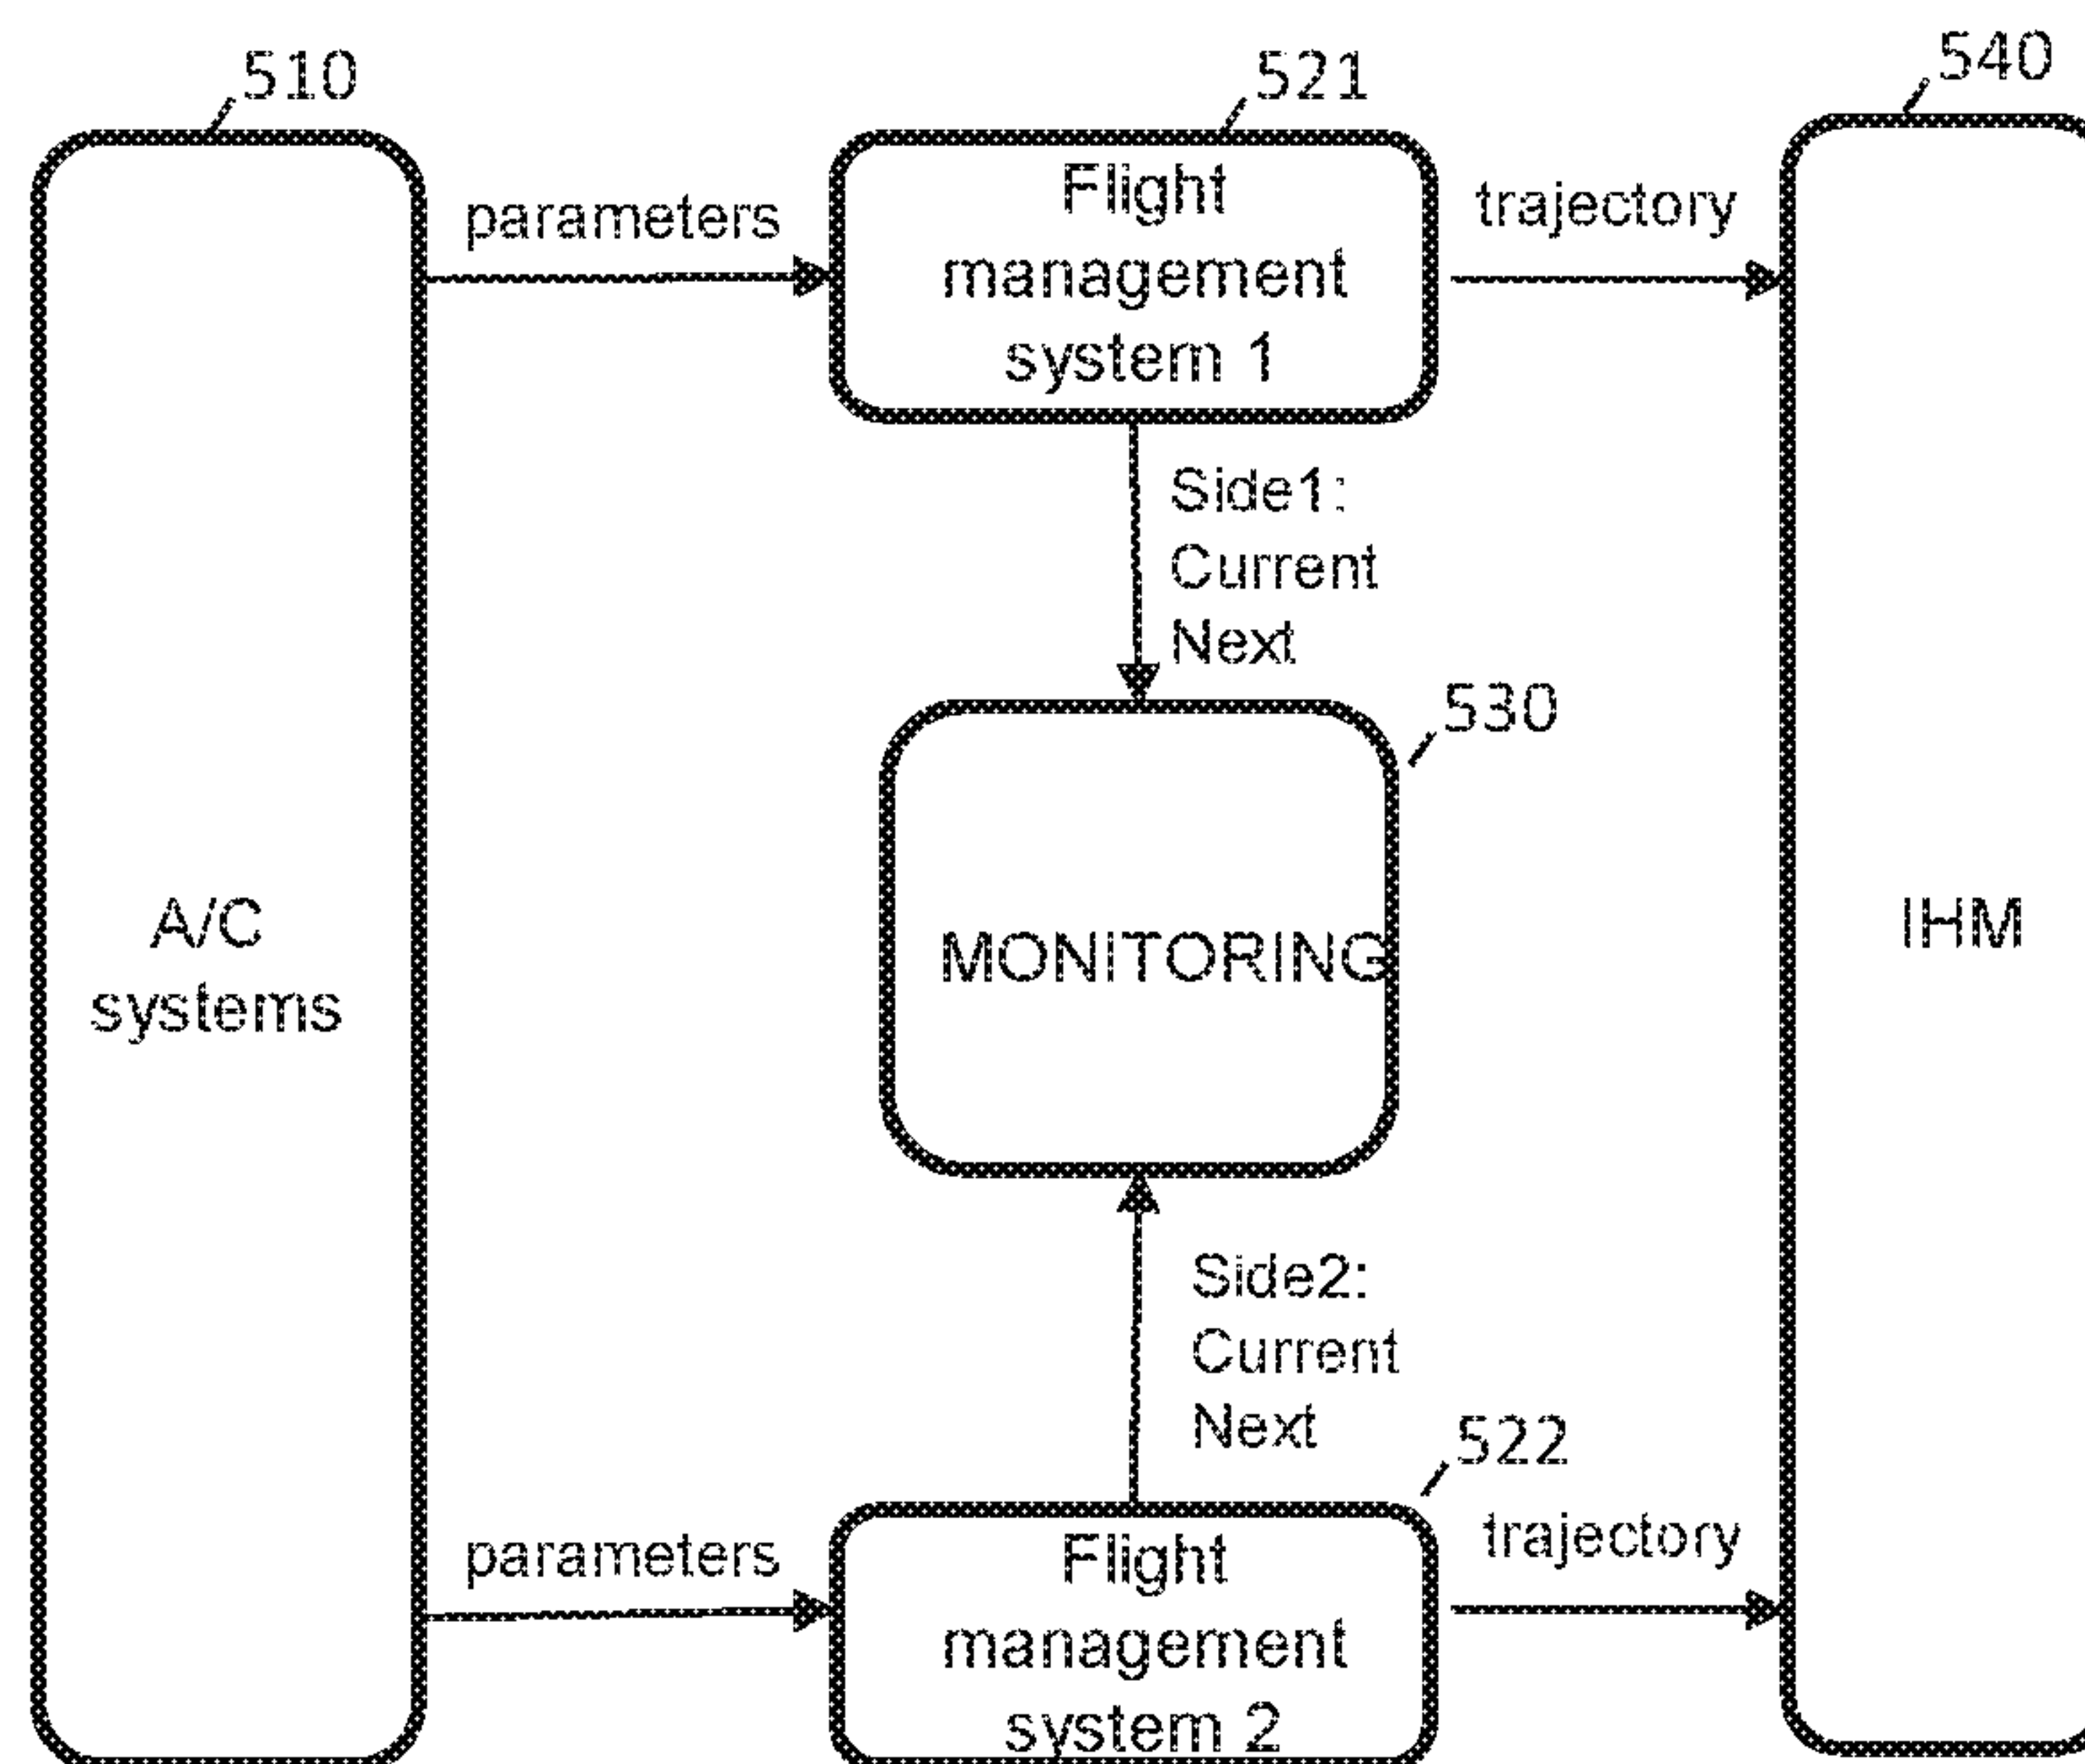 510
521
540
parameters
Flight
management
system 1
trajectory
Side1:
Current
Next
530
A/C
systems
MONITORING
IHM
Side2:
Current
Next
522
parameters
Flight
management
system 2
trajectory